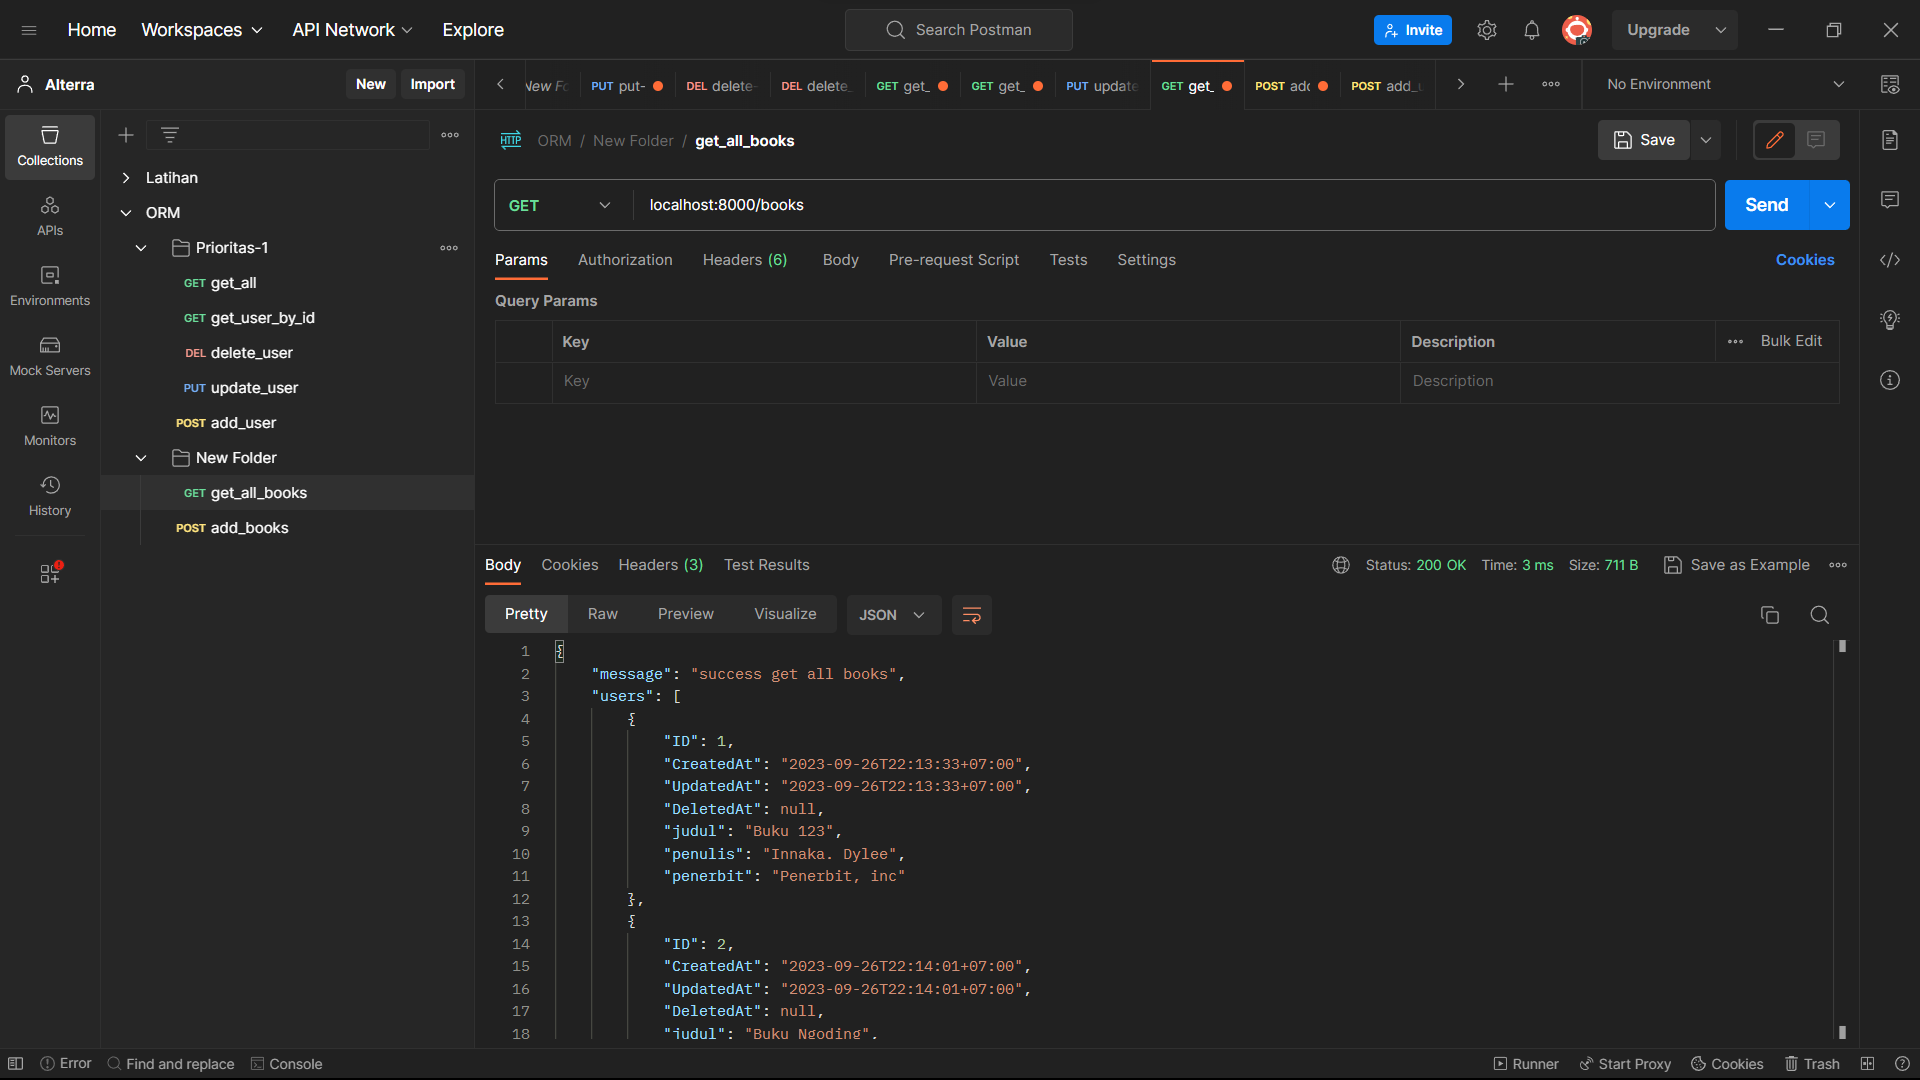 Home Workspaces API Network Explore Search Postman Invite Upgrade
Alterra New Import PUT put- DEL delete DEL delete_ GET get_ GET get_ PUT update GET get_ POST add POST add_ No Environment
Collections
APIs
Environments
Mock Servers
Monitors
History
Latihan
ORM
Prioritas-1
GET get_all
GET get_user_by_id
DEL delete_user
PUT update_user
POST add_user
New Folder
GET get_all_books
POST add_books
HTTP ORM / New Folder / get_all_books Save
GET localhost:8000/books Send
Params Authorization Headers (6) Body Pre-request Script Tests Settings Cookies
Query Params
Key Value Description Bulk Edit
Key Value Description
Body Cookies Headers (3) Test Results Status: 200 OK Time: 3 ms Size: 711 B Save as Example
Pretty Raw Preview Visualize JSON
1 {
2 "message": "success get all books",
3 "users": [
4 {
5 "ID": 1,
6 "CreatedAt": "2023-09-26T22:13:33+07:00",
7 "UpdatedAt": "2023-09-26T22:13:33+07:00",
8 "DeletedAt": null,
9 "judul": "Buku 123",
10 "penulis": "Innaka. Dylee",
11 "penerbit": "Penerbit, inc"
12 },
13 {
14 "ID": 2,
15 "CreatedAt": "2023-09-26T22:14:01+07:00",
16 "UpdatedAt": "2023-09-26T22:14:01+07:00",
17 "DeletedAt": null,
18 "judul": "Buku Ngoding",
Error Find and replace Console Runner Start Proxy Cookies Trash